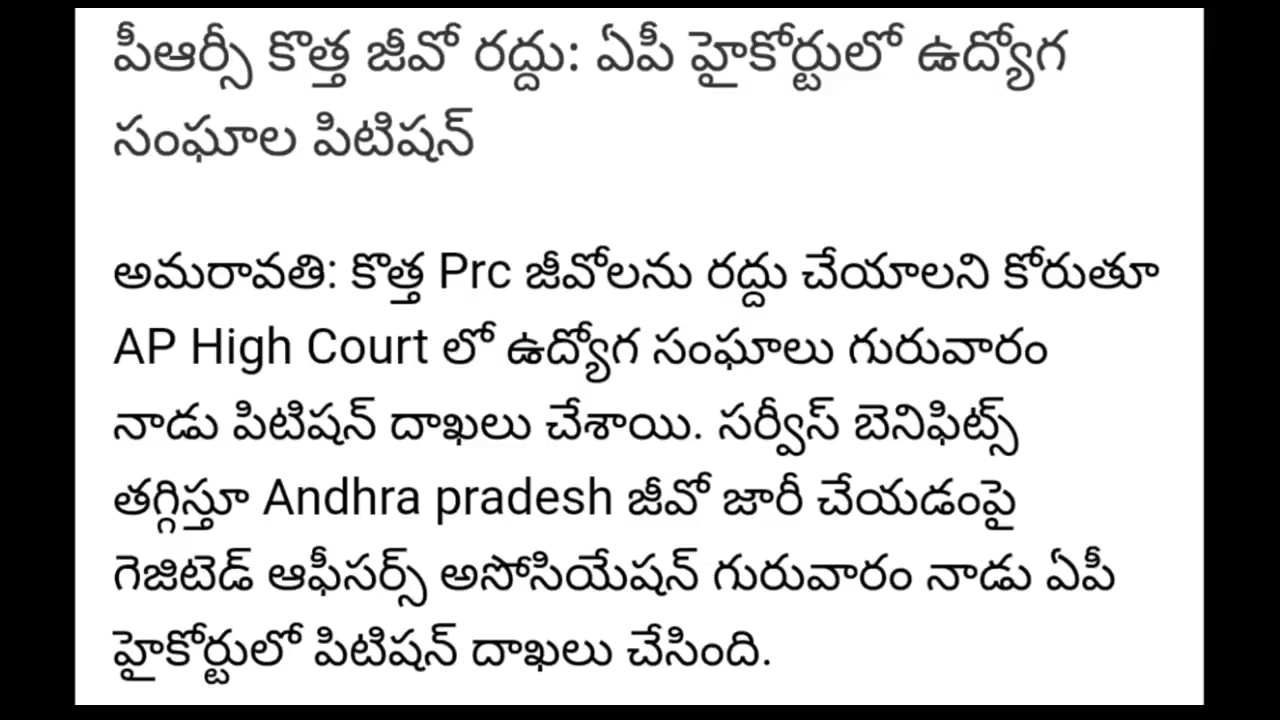 పీఆర్సీ కొత్త జీవో రద్దు: ఏపీ హైకోర్టులో ఉద్యోగ
సంఘాల పిటిషన్
అమరావతి: కొత్త Prc జీవోలను రద్దు చేయాలని కోరుతూ
AP High Court లో ఉద్యోగ సంఘాలు గురువారం
నాడు పిటిషన్ దాఖలు చేశాయి. సర్వీస్ బెనిఫిట్స్
తగ్గిస్తూ Andhra pradesh జీవో జారీ చేయడంపై
గెజిటెడ్ ఆఫీసర్స్ అసోసియేషన్ గురువారం నాడు ఏపీ
హైకోర్టులో పిటిషన్ దాఖలు చేసింది.